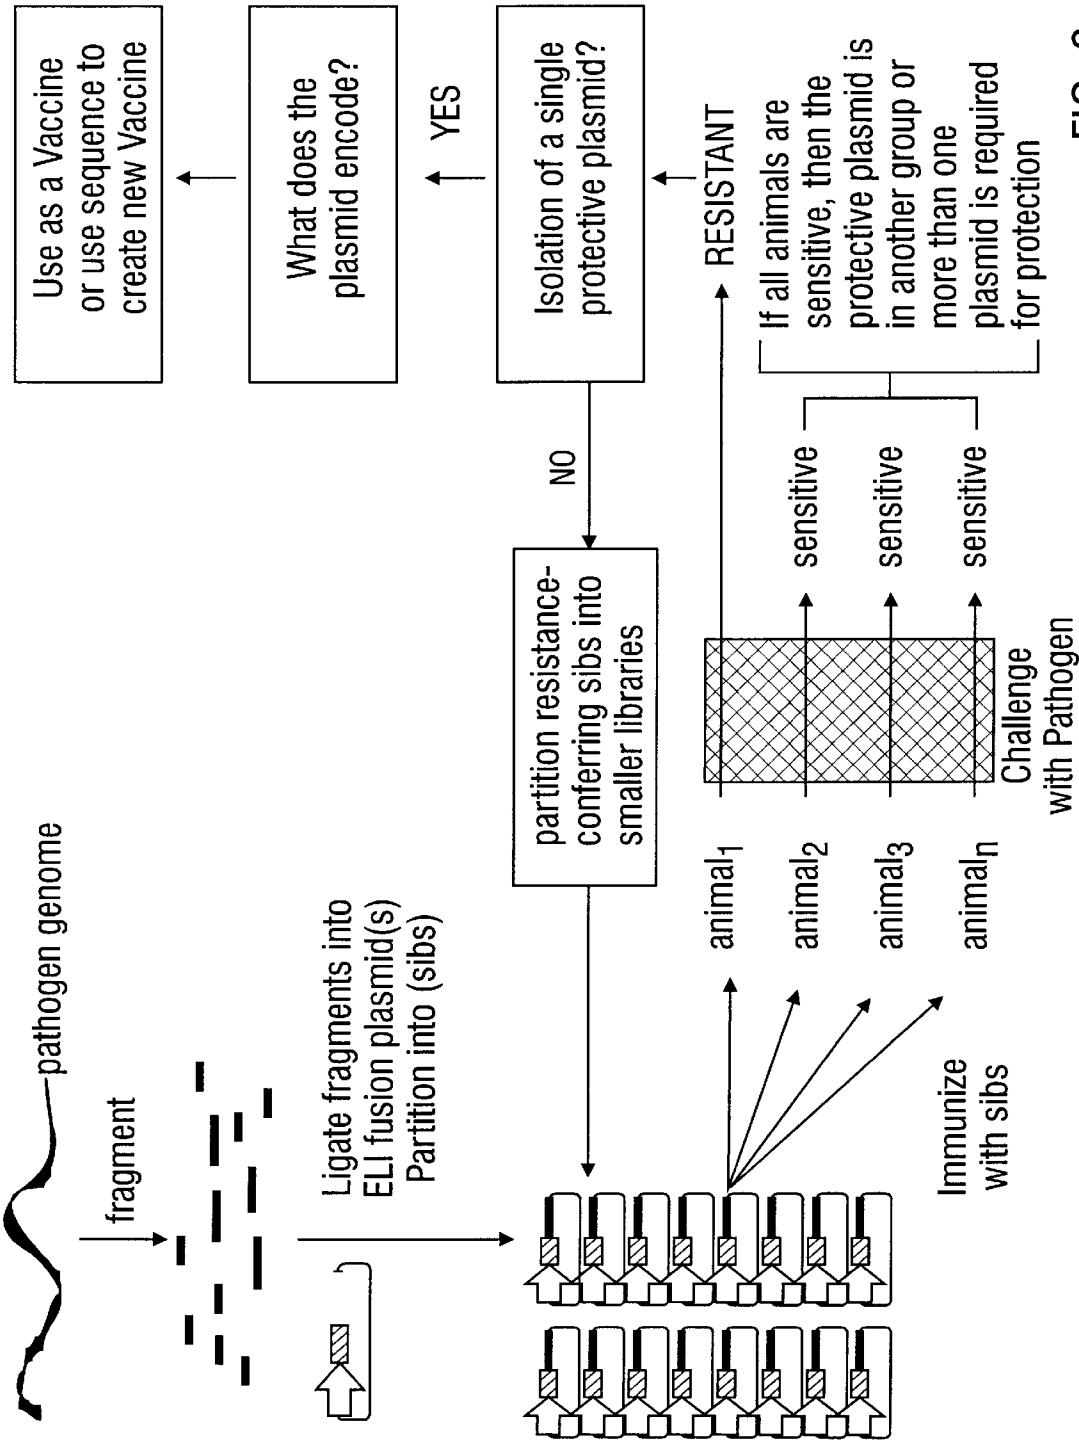 pathogen genome
fragment
Ligate fragments into
ELI fusion plasmid(s)
Partition into (sibs)
Immunize
with sibs
animal1
animal2
animal3
animaln
Challenge
with Pathogen
sensitive
sensitive
sensitive
If all animals are
sensitive, then the
protective plasmid is
in another group or
more than one
plasmid is required
for protection
RESISTANT
Isolation of a single
protective plasmid?
NO
partition resistance-
conferring sibs into
smaller libraries
YES
What does the
plasmid encode?
Use as a Vaccine
or use sequence to
create new Vaccine